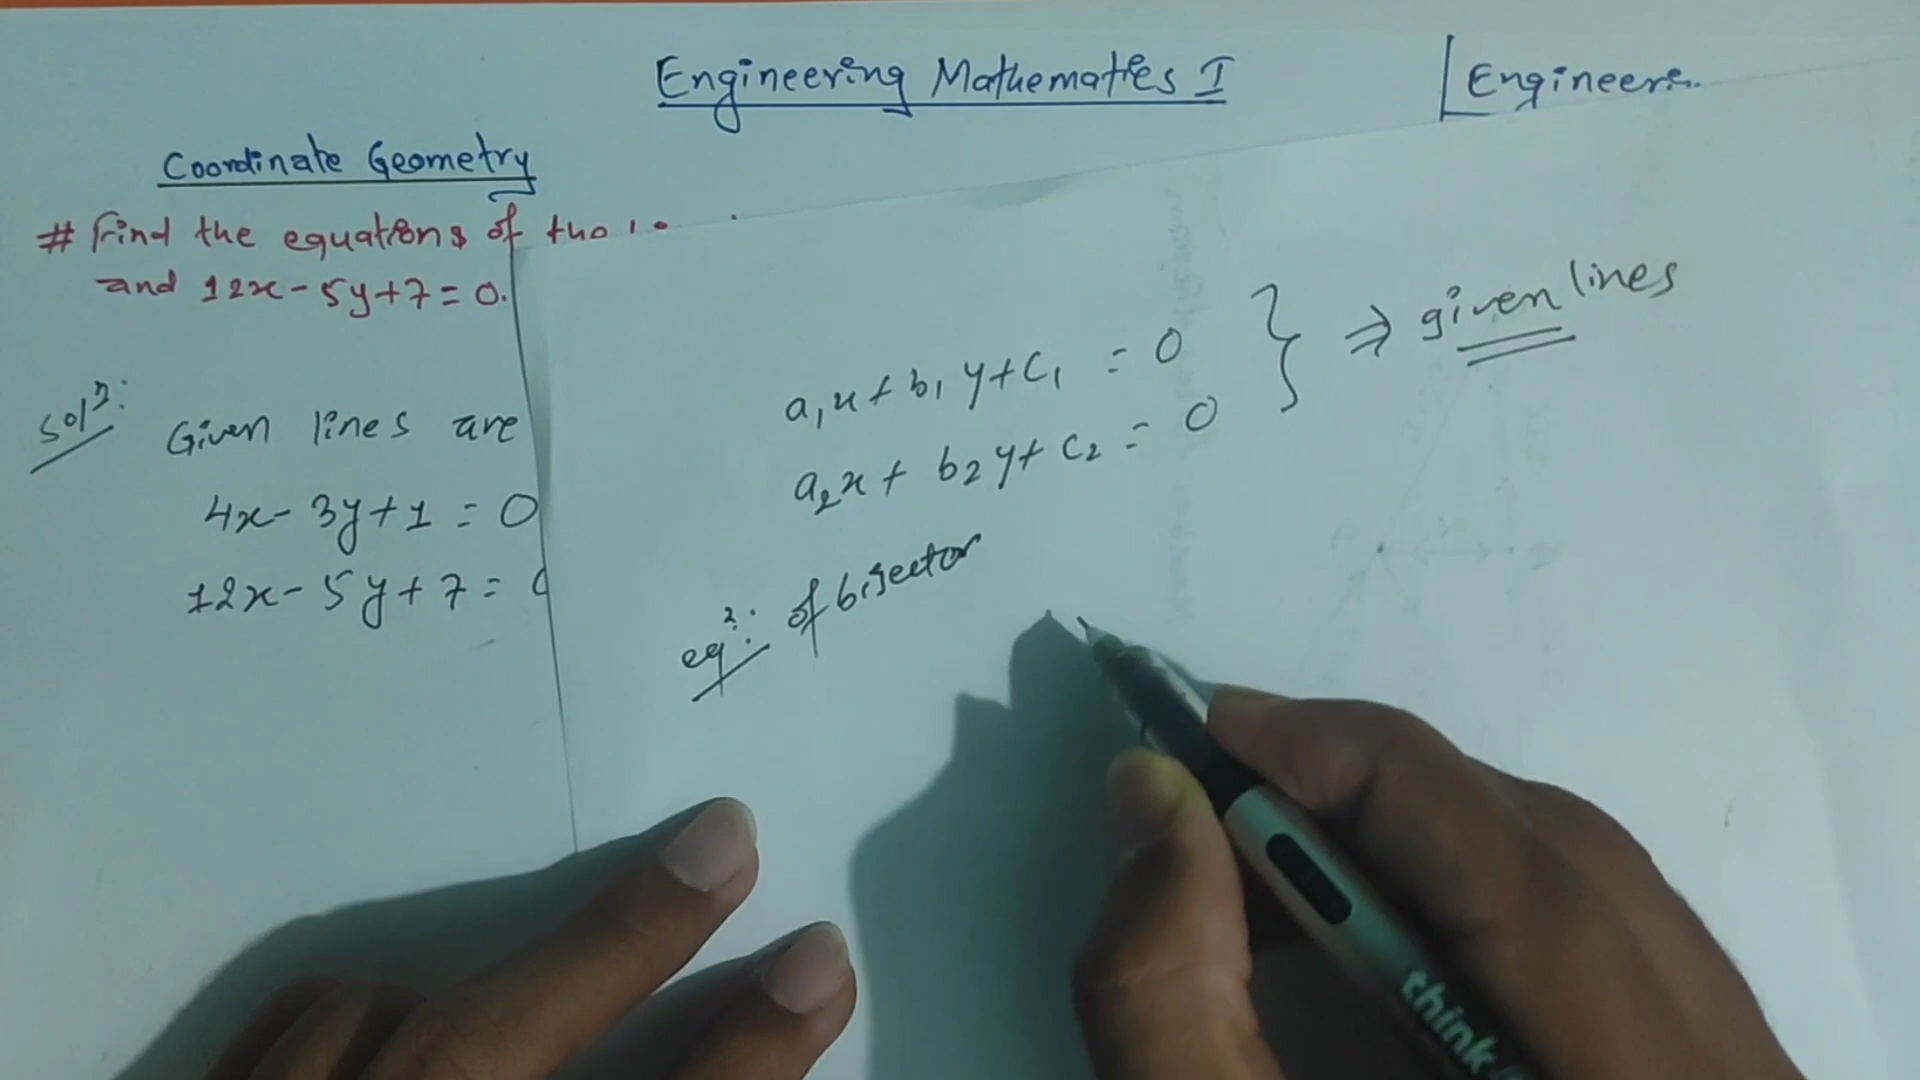 Engineering Mathematics I
Engineer
Coordinate Geometry
# Find the equations of the
and 12x - 5y + 7 = 0.
Solⁿ:
Given lines are
4x - 3y + 1 = 0
12x - 5y + 7 =
a₁x + b₁y + c₁ = 0
a₂x + b₂y + c₂ = 0
} ⇒ given lines
eqⁿ: of bisector
think